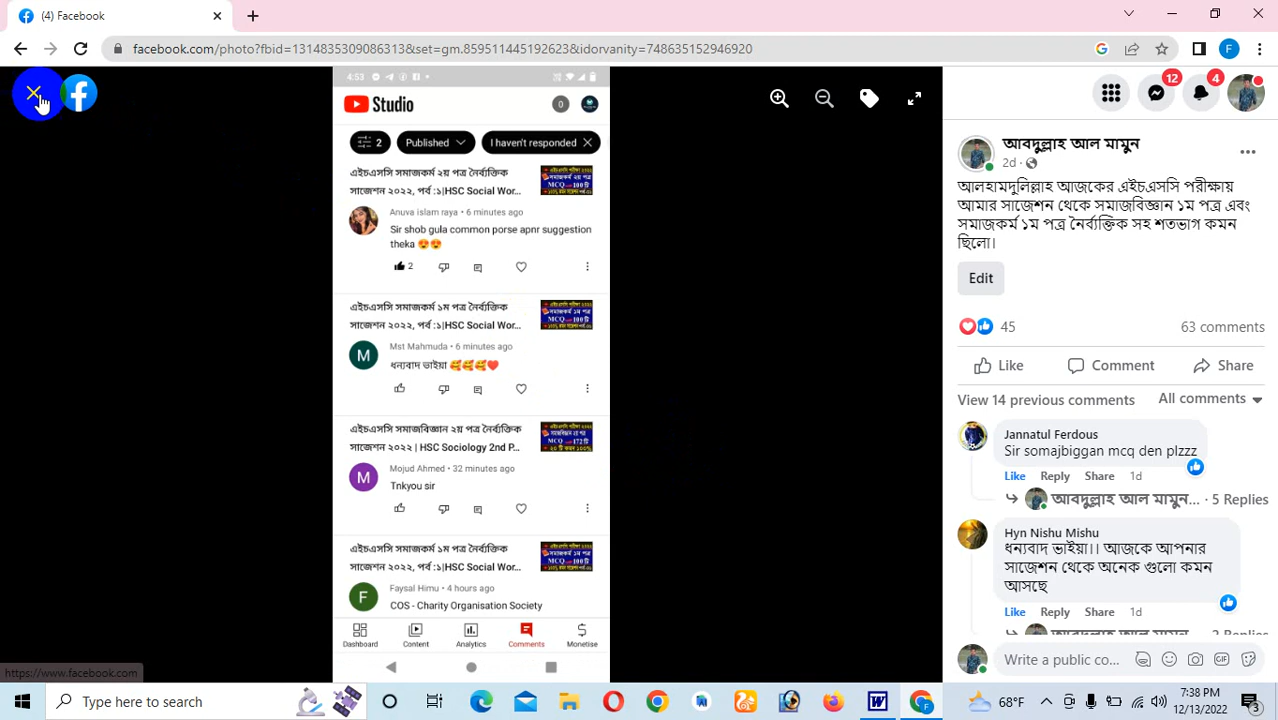 (4) Facebook
facebook.com/photo?fbid=1314835309086313&set=gm.859511445192623&idorvanity=748635152946920
4:53
Studio
0
2
Published
I haven't responded
এইচএসসি সমাজকর্ম ২য় পত্র নৈর্ব্যক্তিক
সাজেশন ২০২২, পর্ব :১|HSC Social Wor...
Anuva islam raya • 6 minutes ago
Sir shob gula common porse apnr suggestion
theka 😍😍
2
এইচএসসি সমাজকর্ম ১ম পত্র নৈর্ব্যক্তিক
সাজেশন ২০২২, পর্ব :১|HSC Social Wor...
M
Mst Mahmuda • 6 minutes ago
ধন্যবাদ ভাইয়া 🥰🥰🥰❤️
এইচএসসি সমাজবিজ্ঞান ২য় পত্র নৈর্ব্যক্তিক
সাজেশন ২০২২ | HSC Sociology 2nd P...
M
Mojud Ahmed • 32 minutes ago
Tnkyou sir
এইচএসসি সমাজকর্ম ১ম পত্র নৈর্ব্যক্তিক
সাজেশন ২০২২, পর্ব :১|HSC Social Wor...
F
Faysal Himu • 4 hours ago
COS - Charity Organisation Society
Dashboard Content Analytics Comments Monetise
12
4
আবদুল্লাহ আল মামুন
2d
আলহামদুলিল্লাহ আজকের এইচএসসি পরীক্ষায়
আমার সাজেশন থেকে সমাজবিজ্ঞান ১ম পত্র এবং
সমাজকর্ম ১ম পত্র নৈর্ব্যক্তিক সহ শতভাগ কমন
ছিলো।
Edit
45
63 comments
Like Comment Share
View 14 previous comments
All comments
Jannatul Ferdous
Sir somajbiggan mcq den plzzz
Like Reply Share 1d
আবদুল্লাহ আল মামুন... · 5 Replies
Hyn Nishu Mishu
ধন্যবাদ ভাইয়া।। আজকে আপনার
সাজেশন থেকে অনেক গুলো কমন
আসছে
Like Reply Share 1d
Write a public co...
GIF
https://www.facebook.com
Type here to search
68°F
7:38 PM
12/13/2022
3